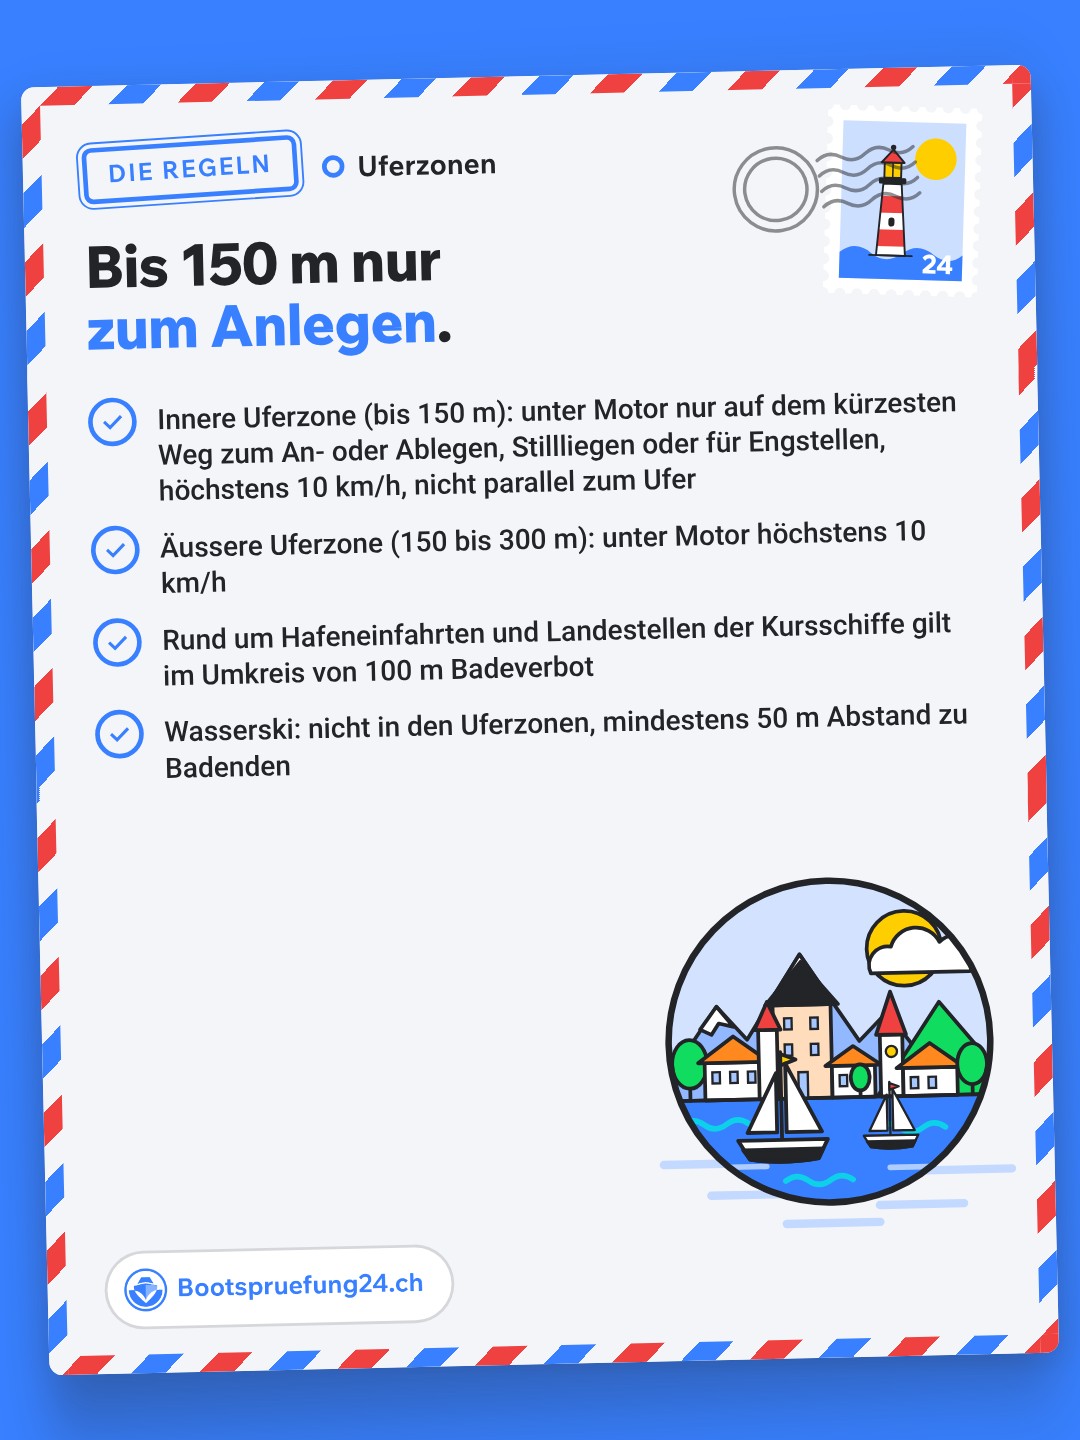 DIE REGELN
Uferzonen
24
Bis 150 m nur
zum Anlegen.
Innere Uferzone (bis 150 m): unter Motor nur auf dem kürzesten
Weg zum An- oder Ablegen, Stillliegen oder für Engstellen,
höchstens 10 km/h, nicht parallel zum Ufer
Äussere Uferzone (150 bis 300 m): unter Motor höchstens 10
km/h
Rund um Hafeneinfahrten und Landestellen der Kursschiffe gilt
im Umkreis von 100 m Badeverbot
Wasserski: nicht in den Uferzonen, mindestens 50 m Abstand zu
Badenden
Bootspruefung24.ch